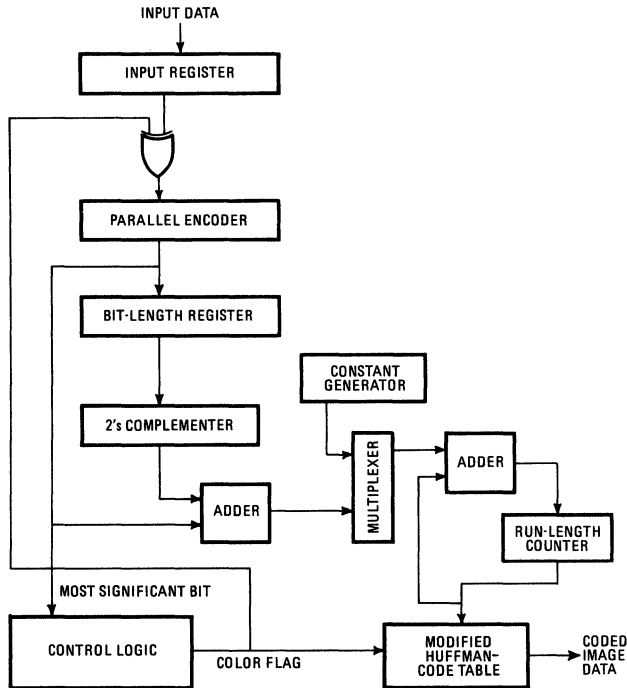 INPUT DATA
INPUT REGISTER
PARALLEL ENCODER
BIT-LENGTH REGISTER
CONSTANT
GENERATOR
2's COMPLEMENTER
MULTIPLEXER
ADDER
ADDER
RUN-LENGTH
COUNTER
MOST SIGNIFICANT BIT
CONTROL LOGIC
COLOR FLAG
MODIFIED
HUFFMAN-
CODE TABLE
CODED
IMAGE
DATA